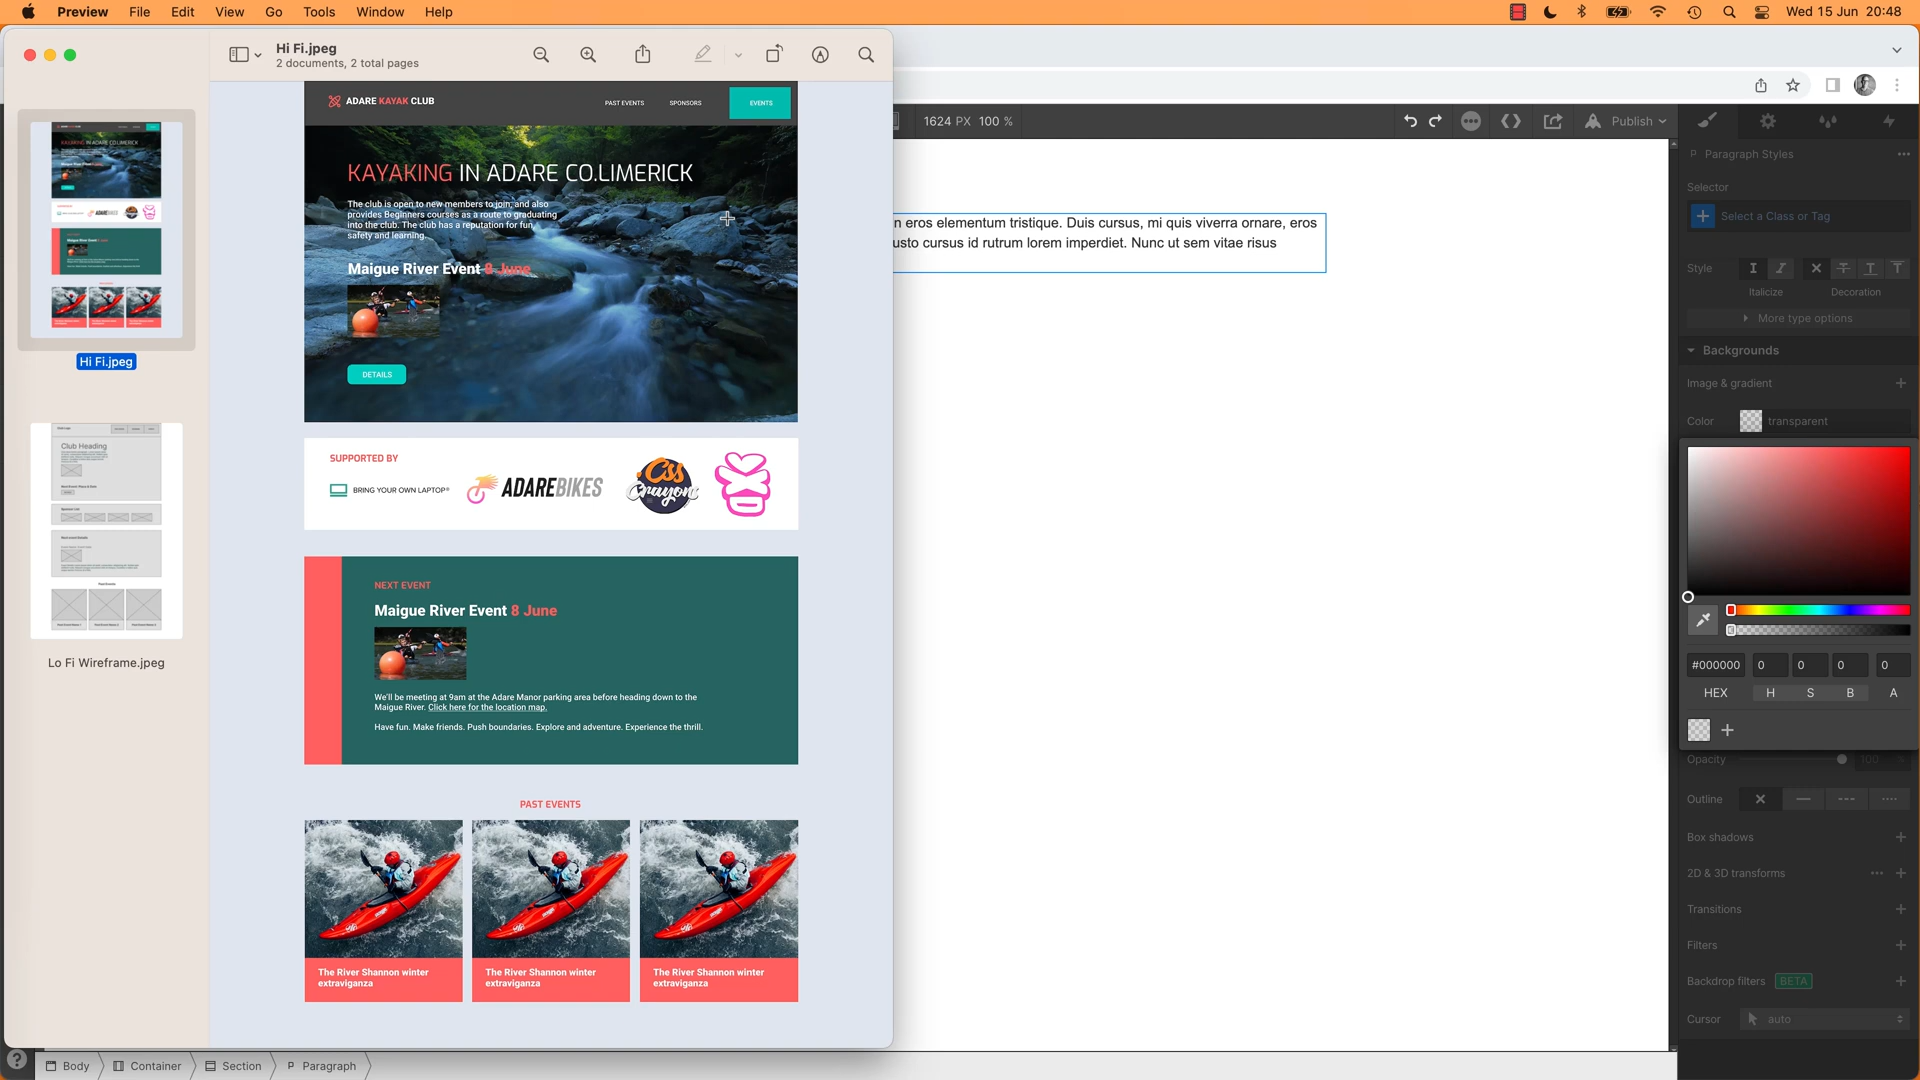 Preview File Edit View Go Tools Window Help
Wed 15 Jun 20:48
Hi Fi.jpeg
2 documents, 2 total pages
Hi Fi.jpeg
Club Heading
Lo Fi Wireframe.jpeg
ADARE KAYAK CLUB
PAST EVENTS
SPONSORS
EVENTS
KAYAKING IN ADARE CO.LIMERICK
The club is open to new members to join, and also
provides Beginners courses as a route to graduating
into the club. The club has a reputation for fun,
safety and learning.
Maigue River Event 8 June
DETAILS
SUPPORTED BY
BRING YOUR OWN LAPTOP®
ADAREBIKES
Css
Crayons
NEXT EVENT
Maigue River Event 8 June
We'll be meeting at 9am at the Adare Manor parking area before heading down to the
Maigue River. Click here for the location map.
Have fun. Make friends. Push boundaries. Explore and adventure. Experience the thrill.
PAST EVENTS
The River Shannon winter
extraviganza
The River Shannon winter
extraviganza
The River Shannon winter
extraviganza
1624 PX 100 %
Publish
n eros elementum tristique. Duis cursus, mi quis viverra ornare, eros
usto cursus id rutrum lorem imperdiet. Nunc ut sem vitae risus
Paragraph Styles
Selector
Select a Class or Tag
Style
Italicize
Decoration
More type options
Backgrounds
Image & gradient
Color
transparent
#000000 0 0 0 0
HEX H S B A
Opacity
100
Outline
Box shadows
2D & 3D transforms
Transitions
Filters
Backdrop filters BETA
Cursor
auto
Body
Container
Section
Paragraph